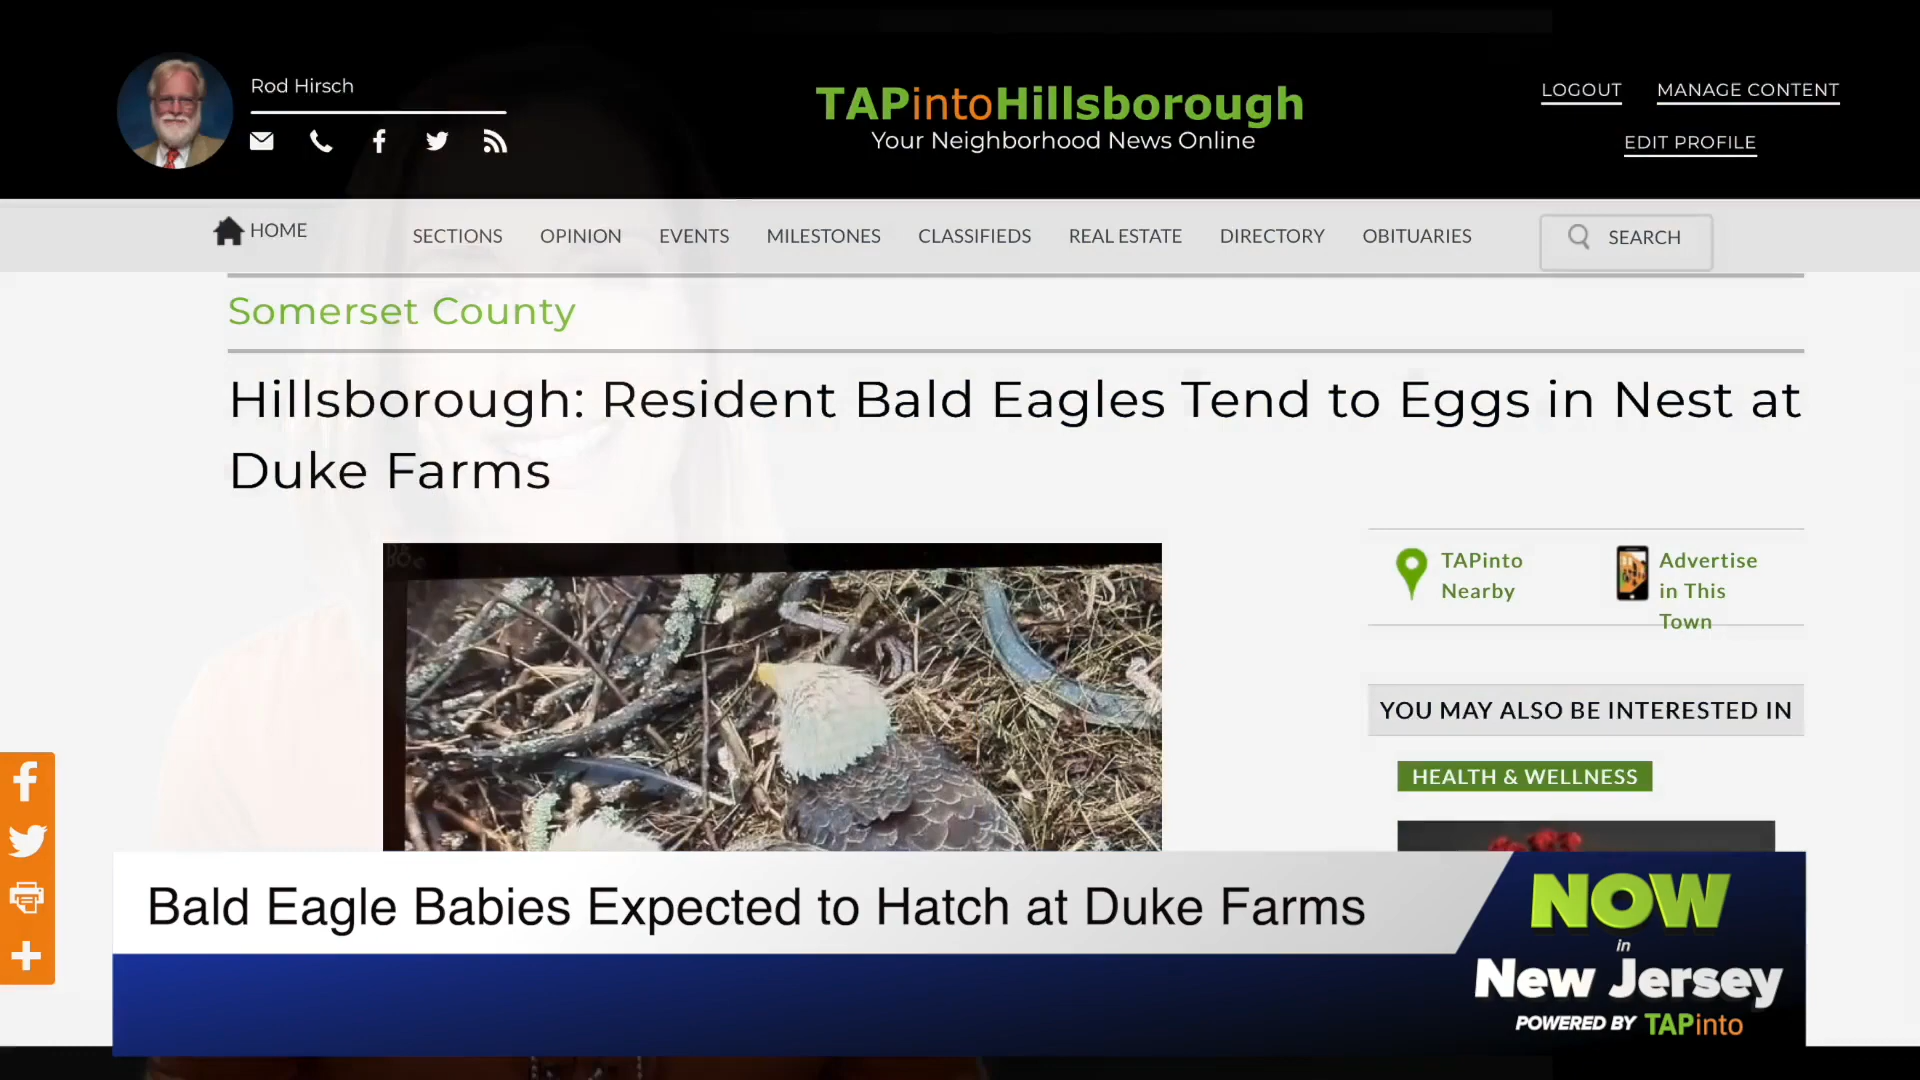 Rod Hirsch
TAPintoHillsborough
Your Neighborhood News Online
LOGOUT
MANAGE CONTENT
EDIT PROFILE
HOME
SECTIONS
OPINION
EVENTS
MILESTONES
CLASSIFIEDS
REAL ESTATE
DIRECTORY
OBITUARIES
SEARCH
Somerset County
Hillsborough: Resident Bald Eagles Tend to Eggs in Nest at
Duke Farms
TAPinto
Nearby
Advertise
in This
Town
YOU MAY ALSO BE INTERESTED IN
HEALTH & WELLNESS
Bald Eagle Babies Expected to Hatch at Duke Farms
NOW
in
New Jersey
POWERED BY TAPinto